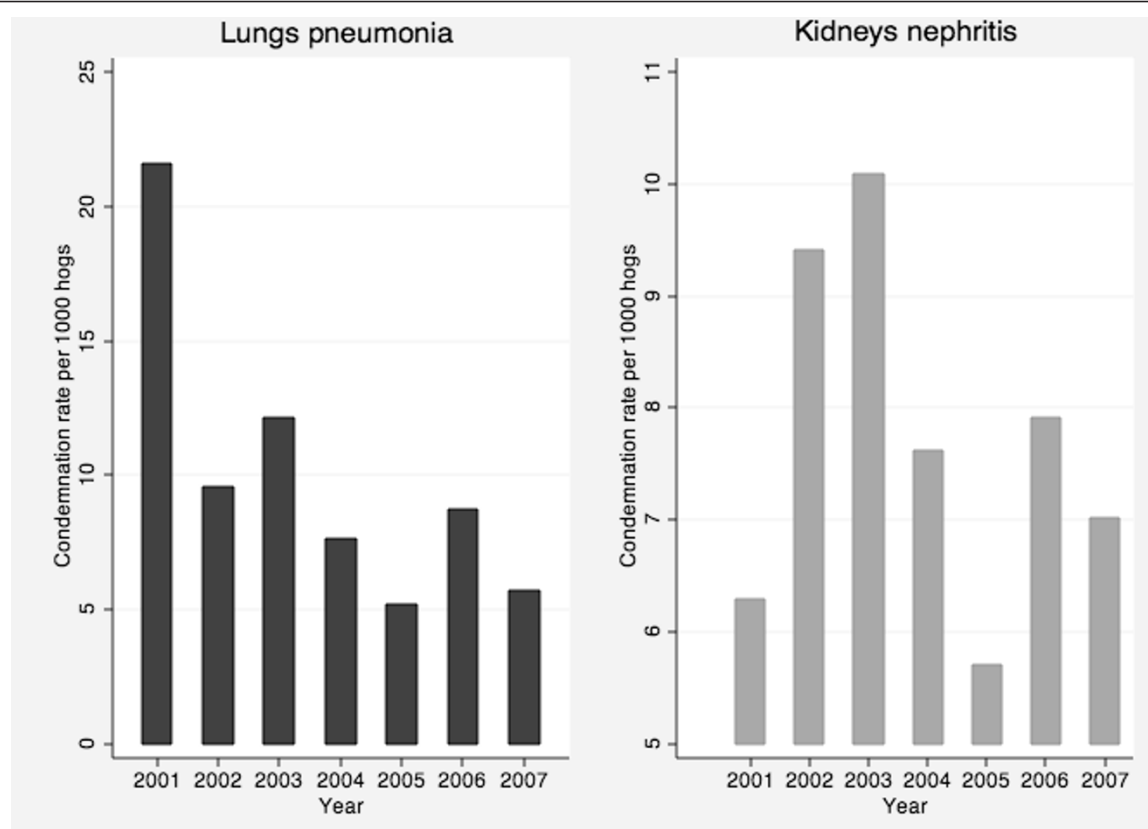 Lungs pneumonia
Condemnation rate per 1000 hogs
25
20
15
10
5
0
2001 2002 2003 2004 2005 2006 2007
Year
Kidneys nephritis
Condemnation rate per 1000 hogs
11
10
9
8
7
6
5
2001 2002 2003 2004 2005 2006 2007
Year